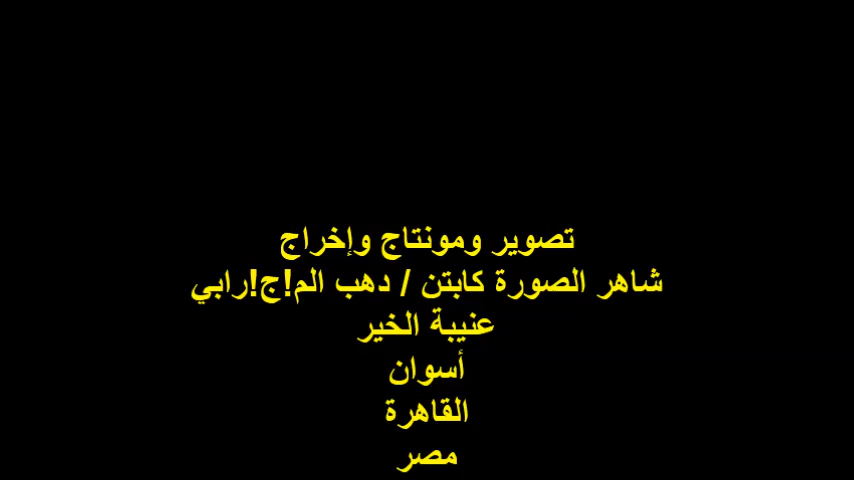 تصوير ومونتاج وإخراج
شاهر الصورة كابتن / دهب الم!ج!رابي
عنيبة الخير
أسوان
القاهرة
مصر